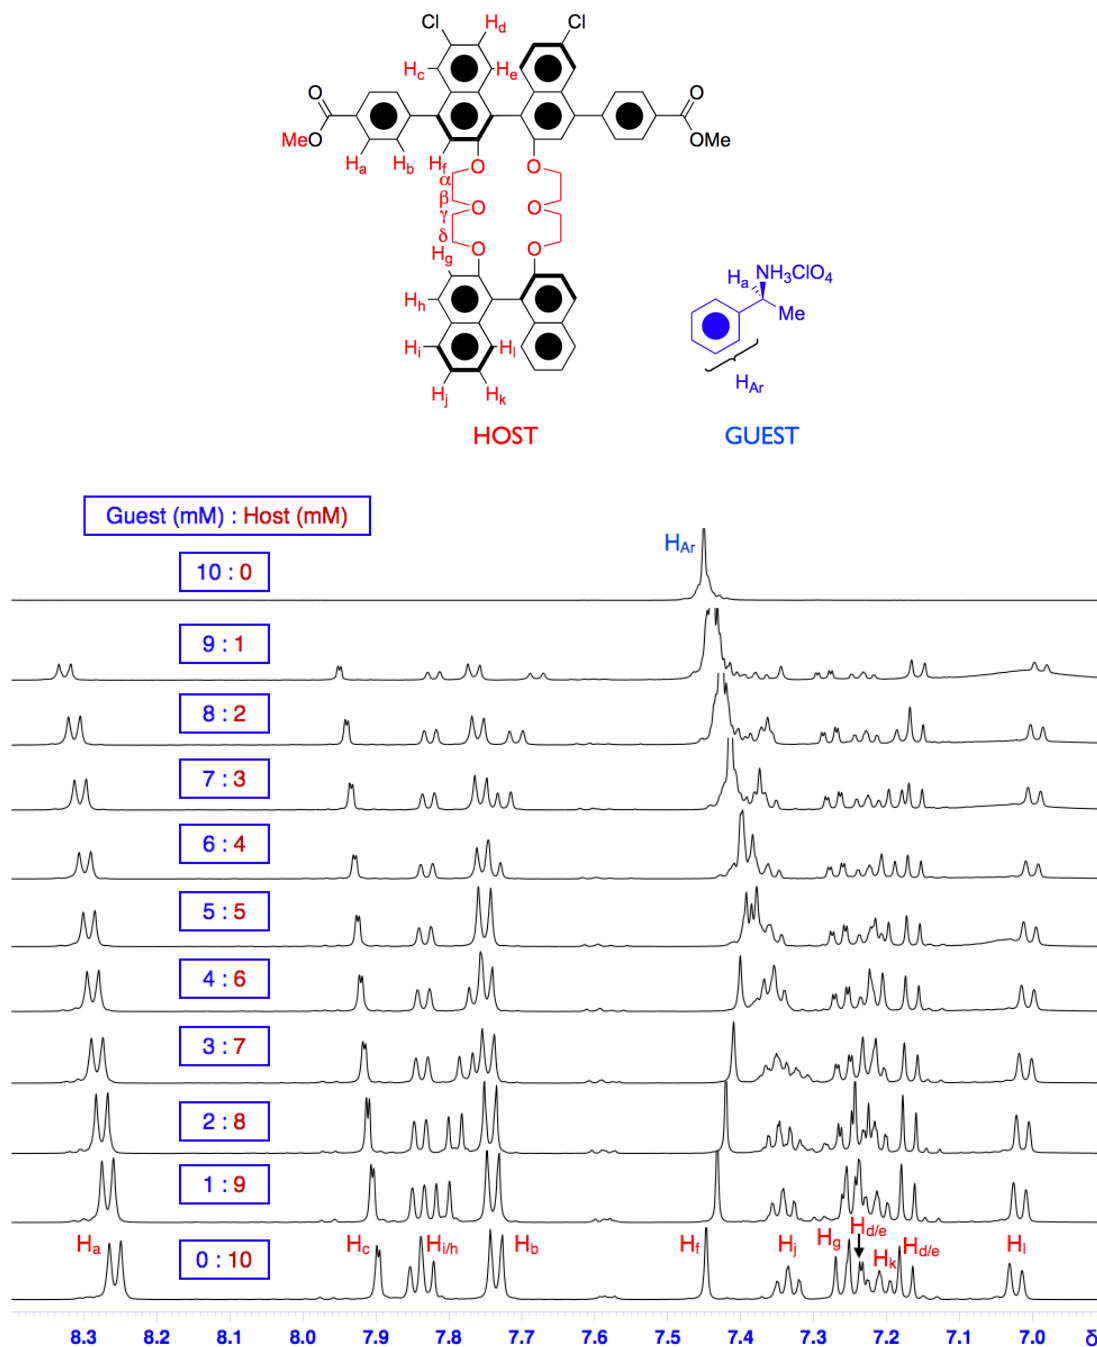 Cl Cl
Hd
Hc He
O O
MeO OMe
Ha Hb Hf
O O
α
β
γ O O
δ
O O
Hg
Hh
Hi Hl
Hj Hk
HOST
Ha NH3ClO4
Me
HAr
GUEST
Guest (mM) : Host (mM)
HAr
10 : 0
9 : 1
8 : 2
7 : 3
6 : 4
5 : 5
4 : 6
3 : 7
2 : 8
1 : 9
0 : 10
Ha Hc Hi/h Hb Hf Hj Hg Hd/e Hk Hd/e Hl
8.3 8.2 8.1 8.0 7.9 7.8 7.7 7.6 7.5 7.4 7.3 7.2 7.1 7.0 δ